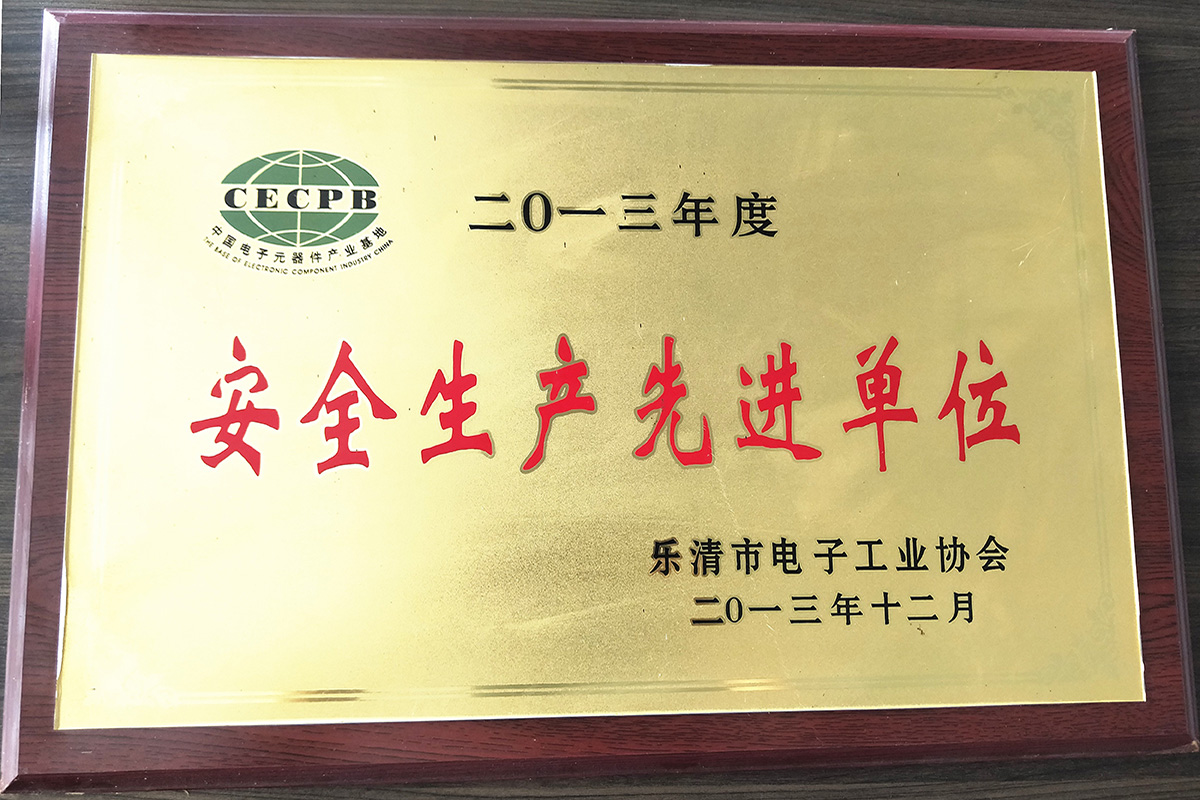 CECPB
中国电子元器件产业基地
THE BASE OF ELECTRONIC COMPONENT INDUSTRY CHINA
二0一三年度
安全生产先进单位
乐清市电子工业协会
二0一三年十二月